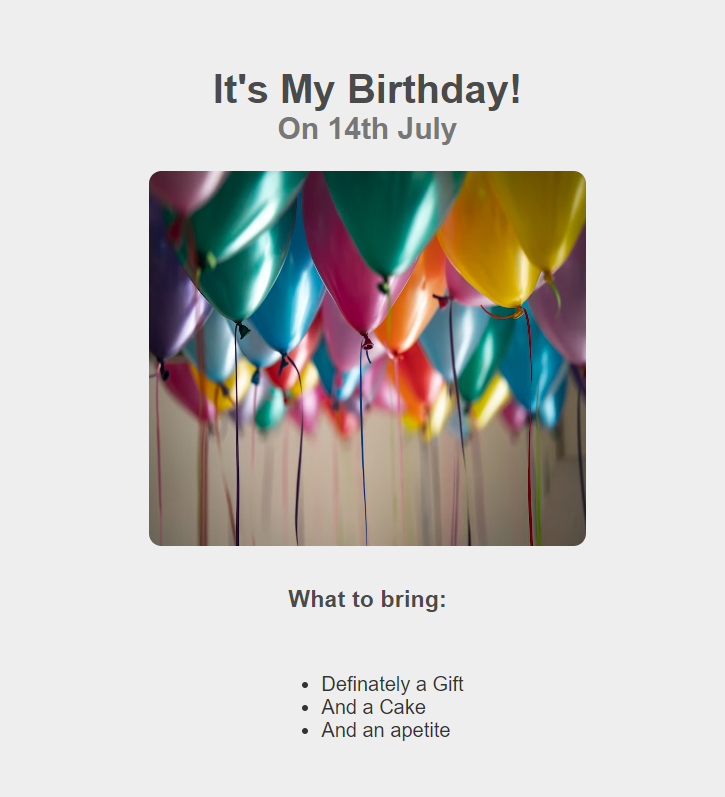 It's My Birthday!
On 14th July
What to bring:
Definately a Gift
And a Cake
And an apetite